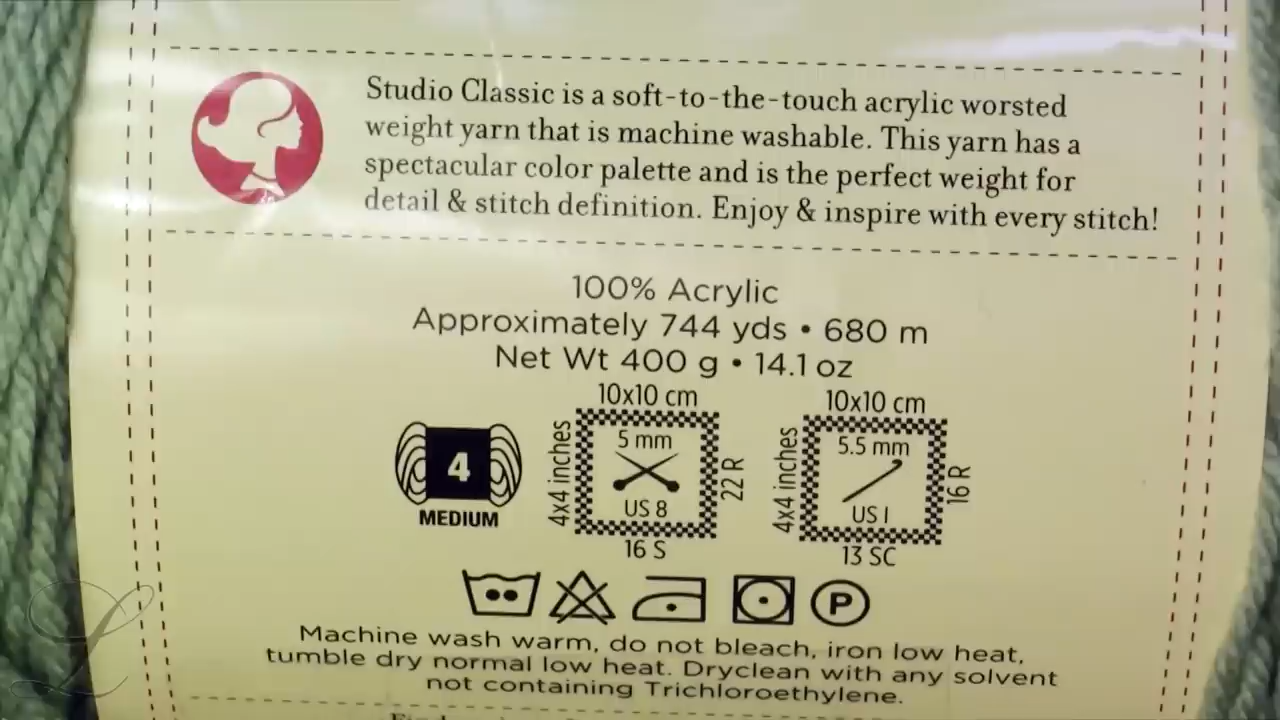 Studio Classic is a soft-to-the-touch acrylic worsted
weight yarn that is machine washable. This yarn has a
spectacular color palette and is the perfect weight for
detail & stitch definition. Enjoy & inspire with every stitch!
100% Acrylic
Approximately 744 yds • 680 m
Net Wt 400 g • 14.1 oz
4
MEDIUM
10x10 cm
4x4 inches
5 mm
US 8
22 R
16 S
10x10 cm
4x4 inches
5.5 mm
US I
16 R
13 SC
P
Machine wash warm, do not bleach, iron low heat,
tumble dry normal low heat. Dryclean with any solvent
not containing Trichloroethylene.
L